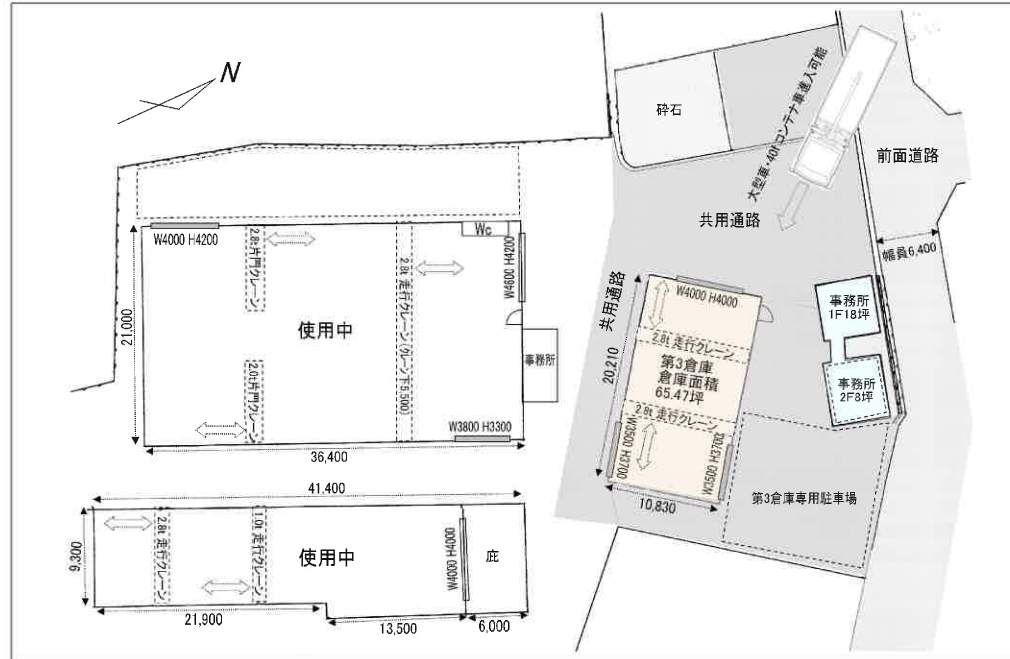 N
砕石
大型車・40Fコンテナ車進入可能
前面道路
共用通路
幅員6,400
W4000 H4200
2.8t片門クレーン
2.8t 走行クレーン(クレーン下5,500)
Wc
W4600 H4200
21,000
使用中
2.0t片門クレーン
事務所
W3800 H3300
36,400
共用通路
20,210
W4000 H4000
2.8t 走行クレーン
第3倉庫
倉庫面積
65.47坪
2.8t 走行クレーン
W3500 H3700
W3500 H3700
10,830
事務所
1F18坪
事務所
2F8坪
第3倉庫専用駐車場
41,400
9,300
2.8t 走行クレーン
1.0t 走行クレーン
使用中
W4000 H4000
庇
21,900
13,500
6,000